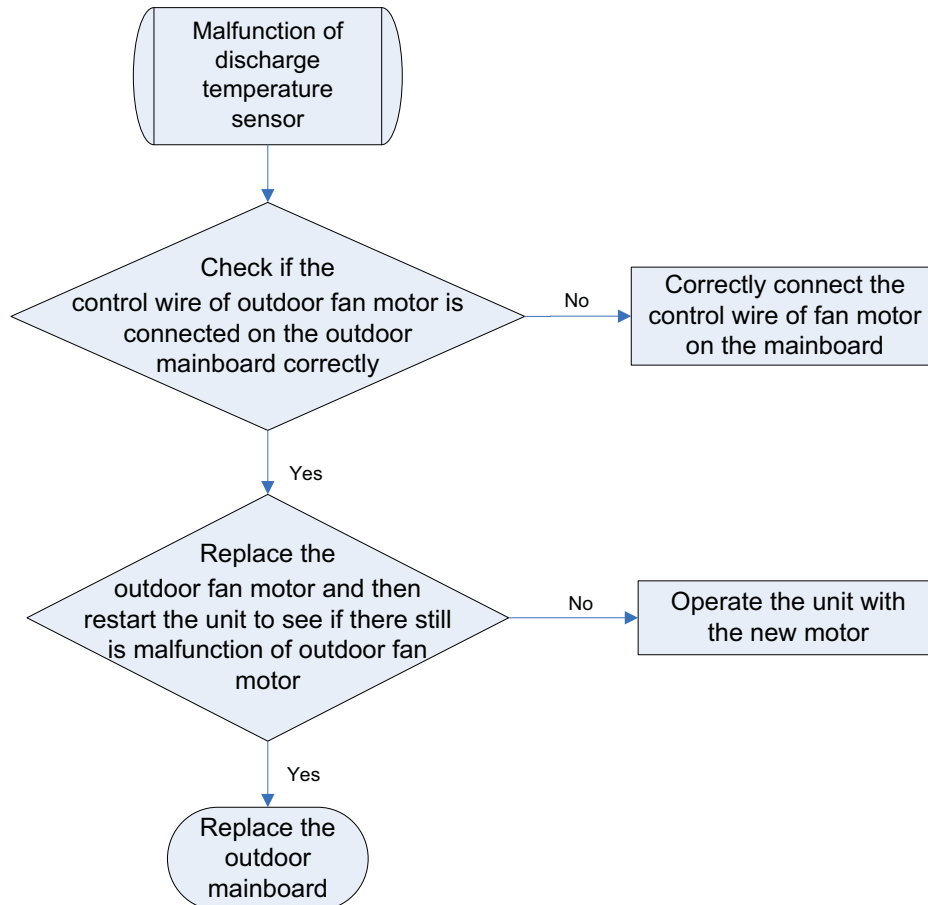 Malfunction of
discharge
temperature
sensor
Check if the
control wire of outdoor fan motor is
connected on the outdoor
mainboard correctly
No
Correctly connect the
control wire of fan motor
on the mainboard
Yes
Replace the
outdoor fan motor and then
restart the unit to see if there still
is malfunction of outdoor fan
motor
No
Operate the unit with
the new motor
Yes
Replace the
outdoor
mainboard